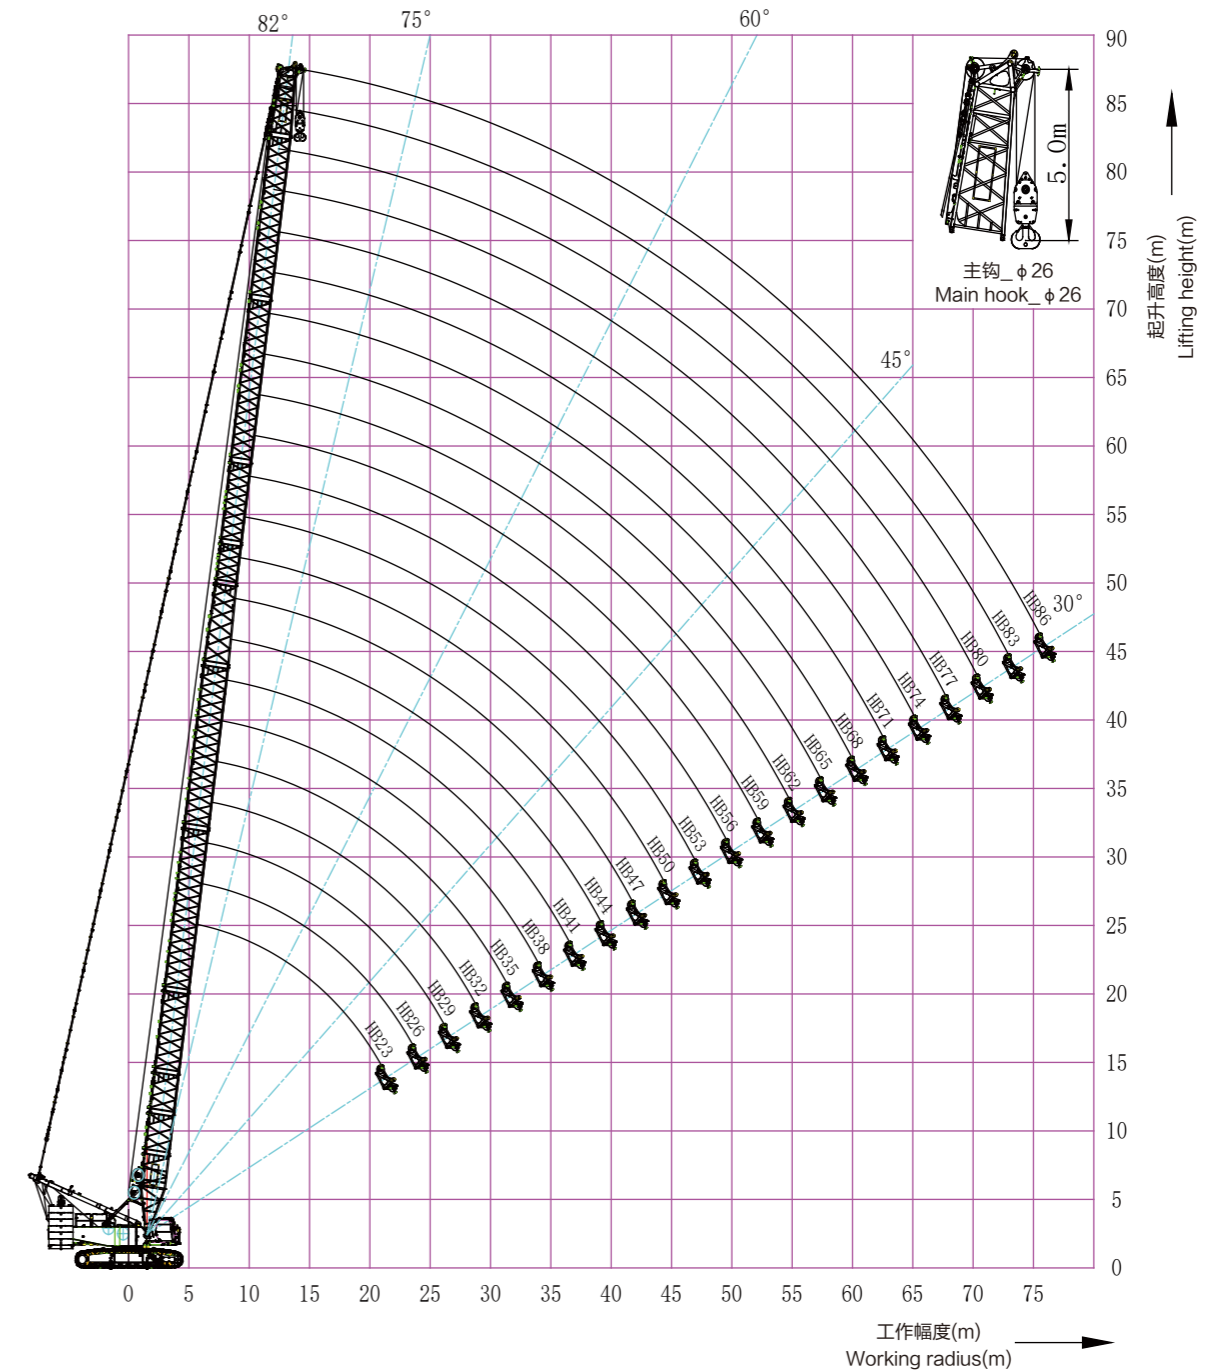 82°
75°
60°
90
85
80
75
70
65
60
55
50
45
40
35
30
25
20
15
10
5
0
5.0m
主钩_ϕ26
Main hook_ϕ26
起升高度(m)
Lifting height(m)
45°
30°
HB86
HB83
HB80
HB77
HB74
HB71
HB68
HB65
HB62
HB59
HB56
HB53
HB50
HB47
HB44
HB41
HB38
HB35
HB32
HB29
HB26
HB23
0 5 10 15 20 25 30 35 40 45 50 55 60 65 70 75
工作幅度(m)
Working radius(m)